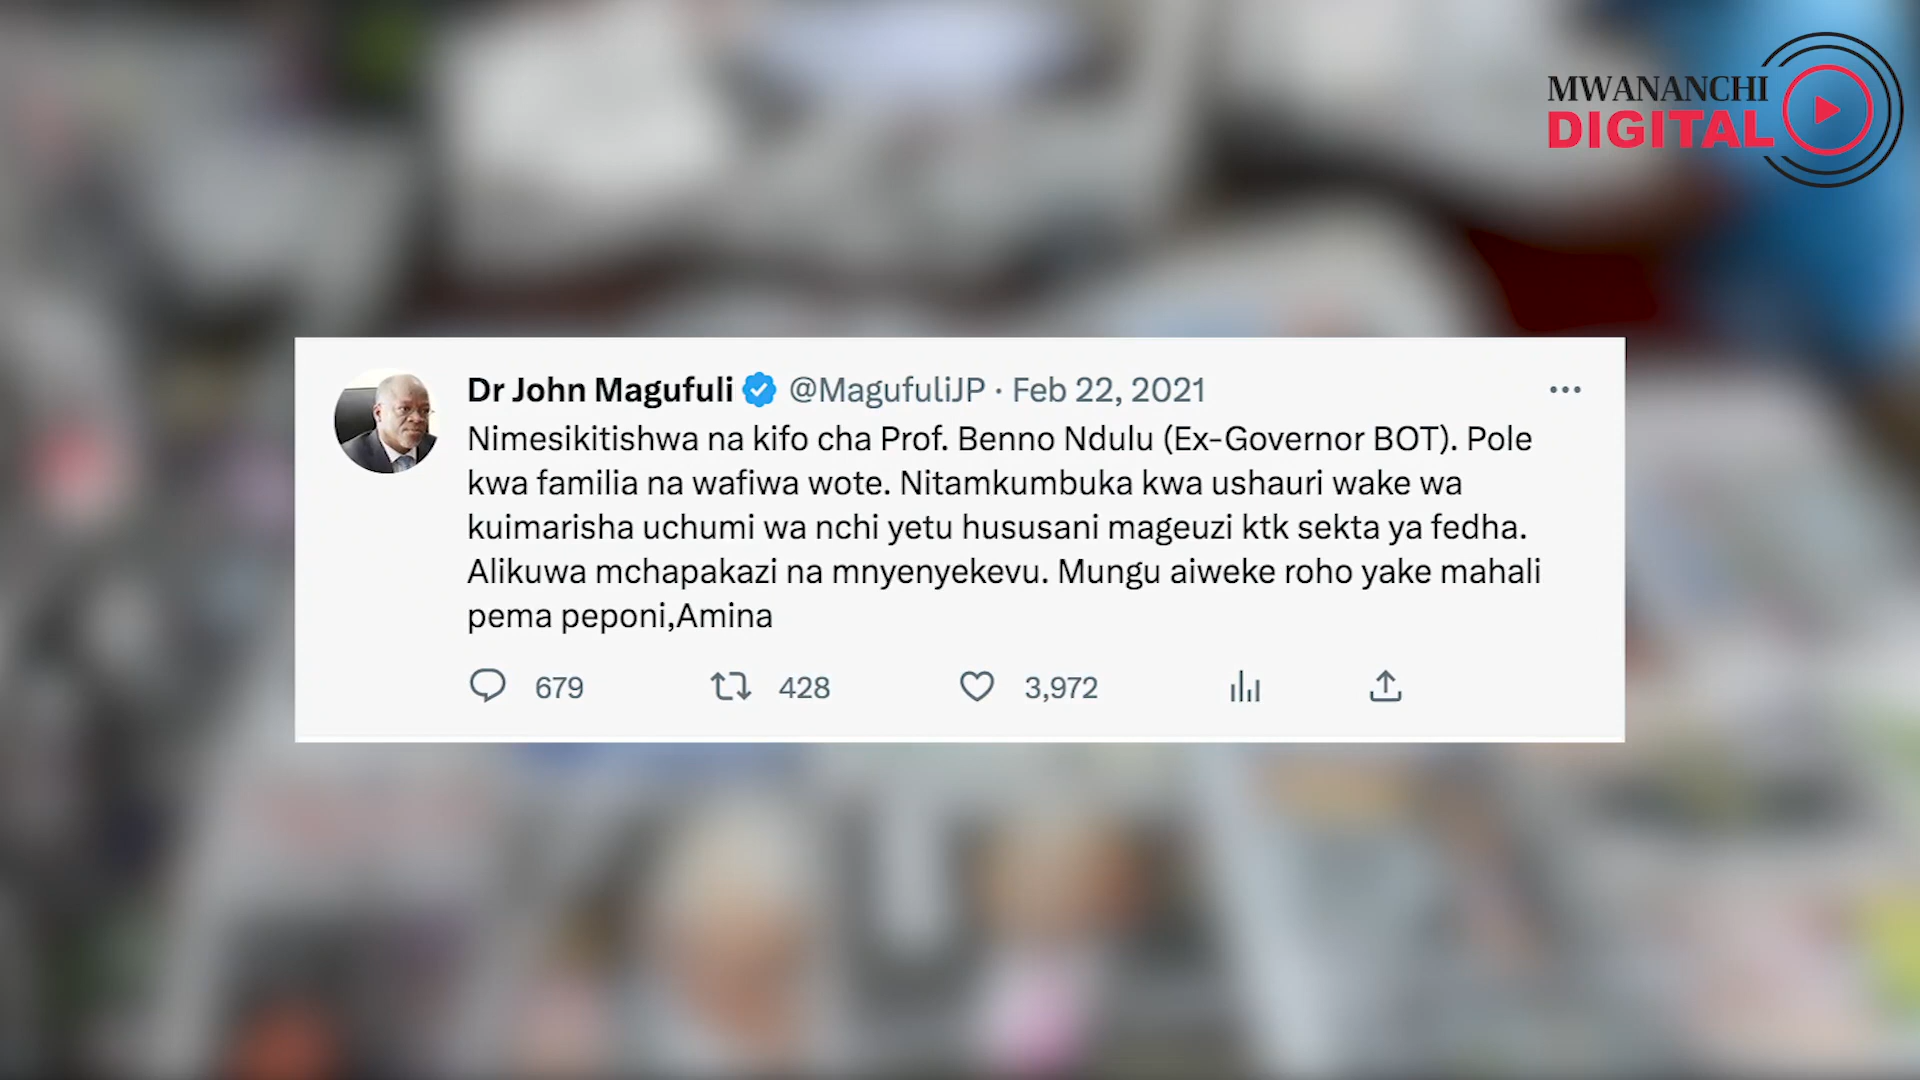 MWANANCHI
DIGITAL
Dr John Magufuli @MagufuliJP · Feb 22, 2021
Nimesikitishwa na kifo cha Prof. Benno Ndulu (Ex-Governor BOT). Pole
kwa familia na wafiwa wote. Nitamkumbuka kwa ushauri wake wa
kuimarisha uchumi wa nchi yetu hususani mageuzi ktk sekta ya fedha.
Alikuwa mchapakazi na mnyenyekevu. Mungu aiweke roho yake mahali
pema peponi,Amina
679 428 3,972